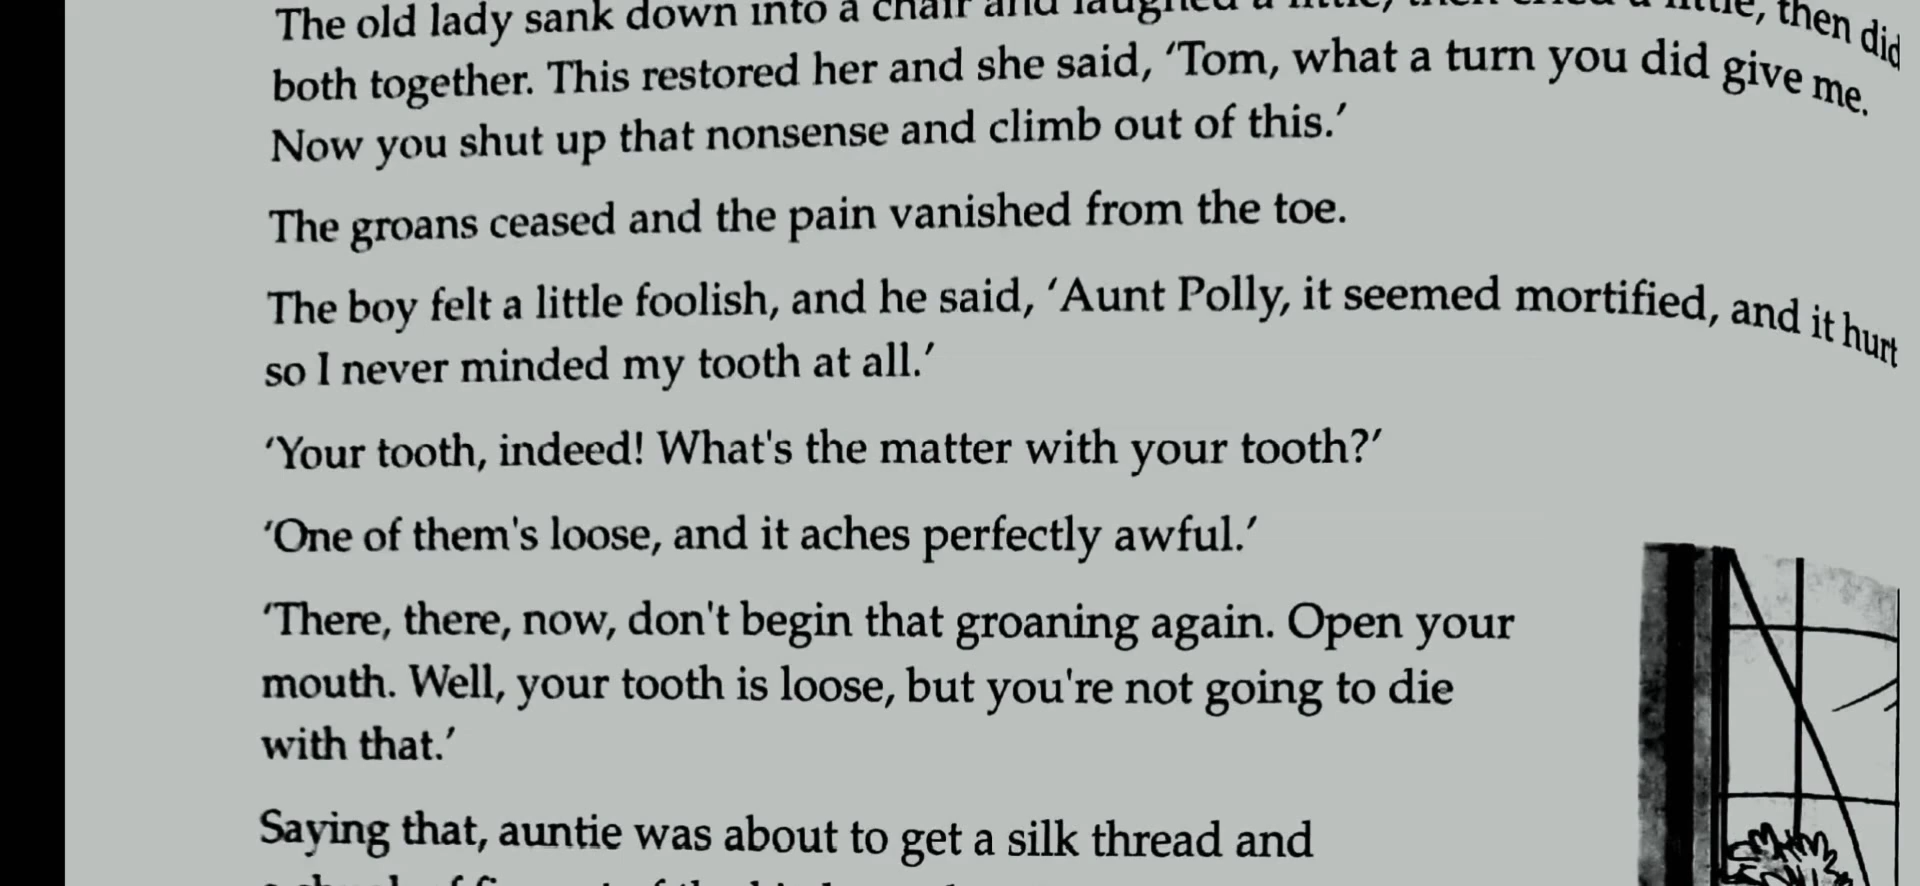 The old lady sank down into a chair and laughed a little, then cried a little, then did
both together. This restored her and she said, ‘Tom, what a turn you did give me.
Now you shut up that nonsense and climb out of this.’
The groans ceased and the pain vanished from the toe.
The boy felt a little foolish, and he said, ‘Aunt Polly, it seemed mortified, and it hurt
so I never minded my tooth at all.’
‘Your tooth, indeed! What's the matter with your tooth?’
‘One of them's loose, and it aches perfectly awful.’
‘There, there, now, don't begin that groaning again. Open your
mouth. Well, your tooth is loose, but you're not going to die
with that.’
Saying that, auntie was about to get a silk thread and